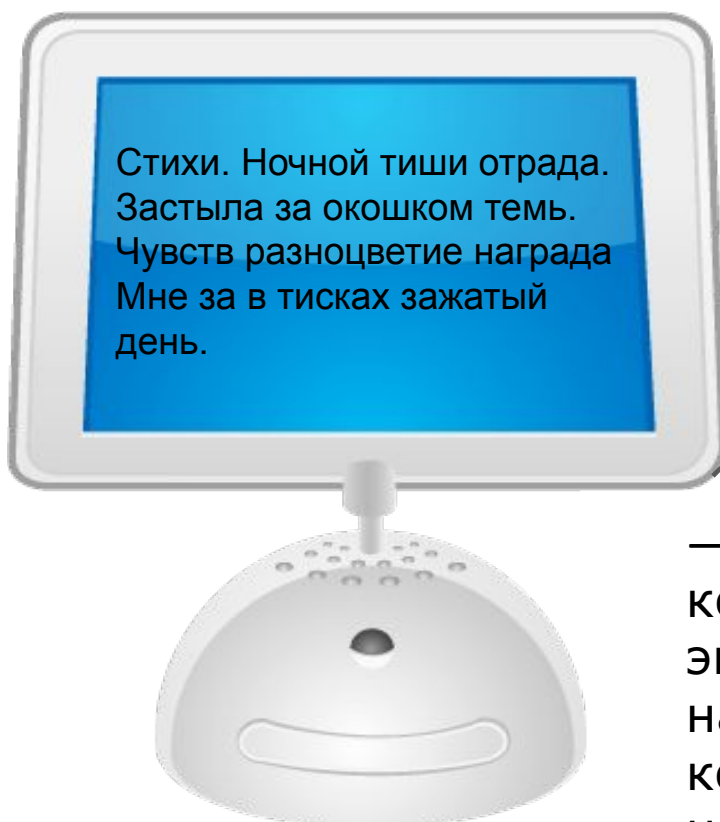 Стихи. Ночной тиши отрада.
Застыла за окошком темь.
Чувств разноцветие награда
Мне за в тисках зажатый
день.